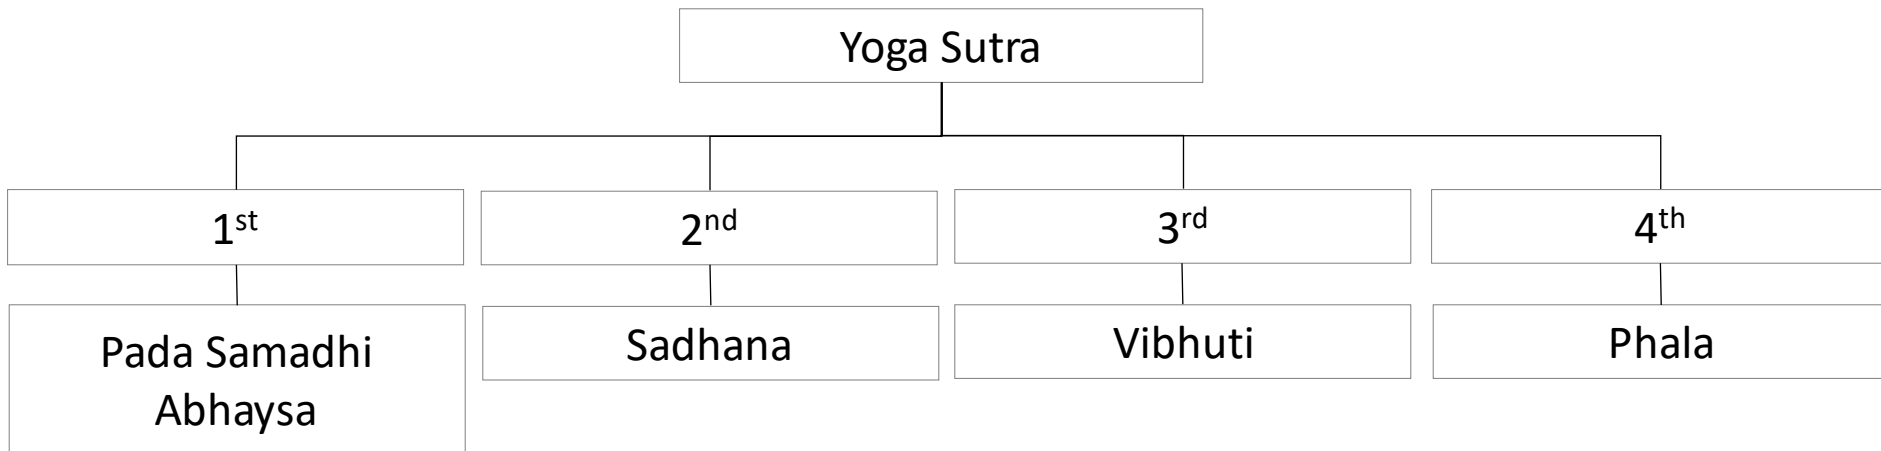 Yoga Sutra
1st
2nd
3rd
4th
Pada Samadhi
Abhaysa
Sadhana
Vibhuti
Phala